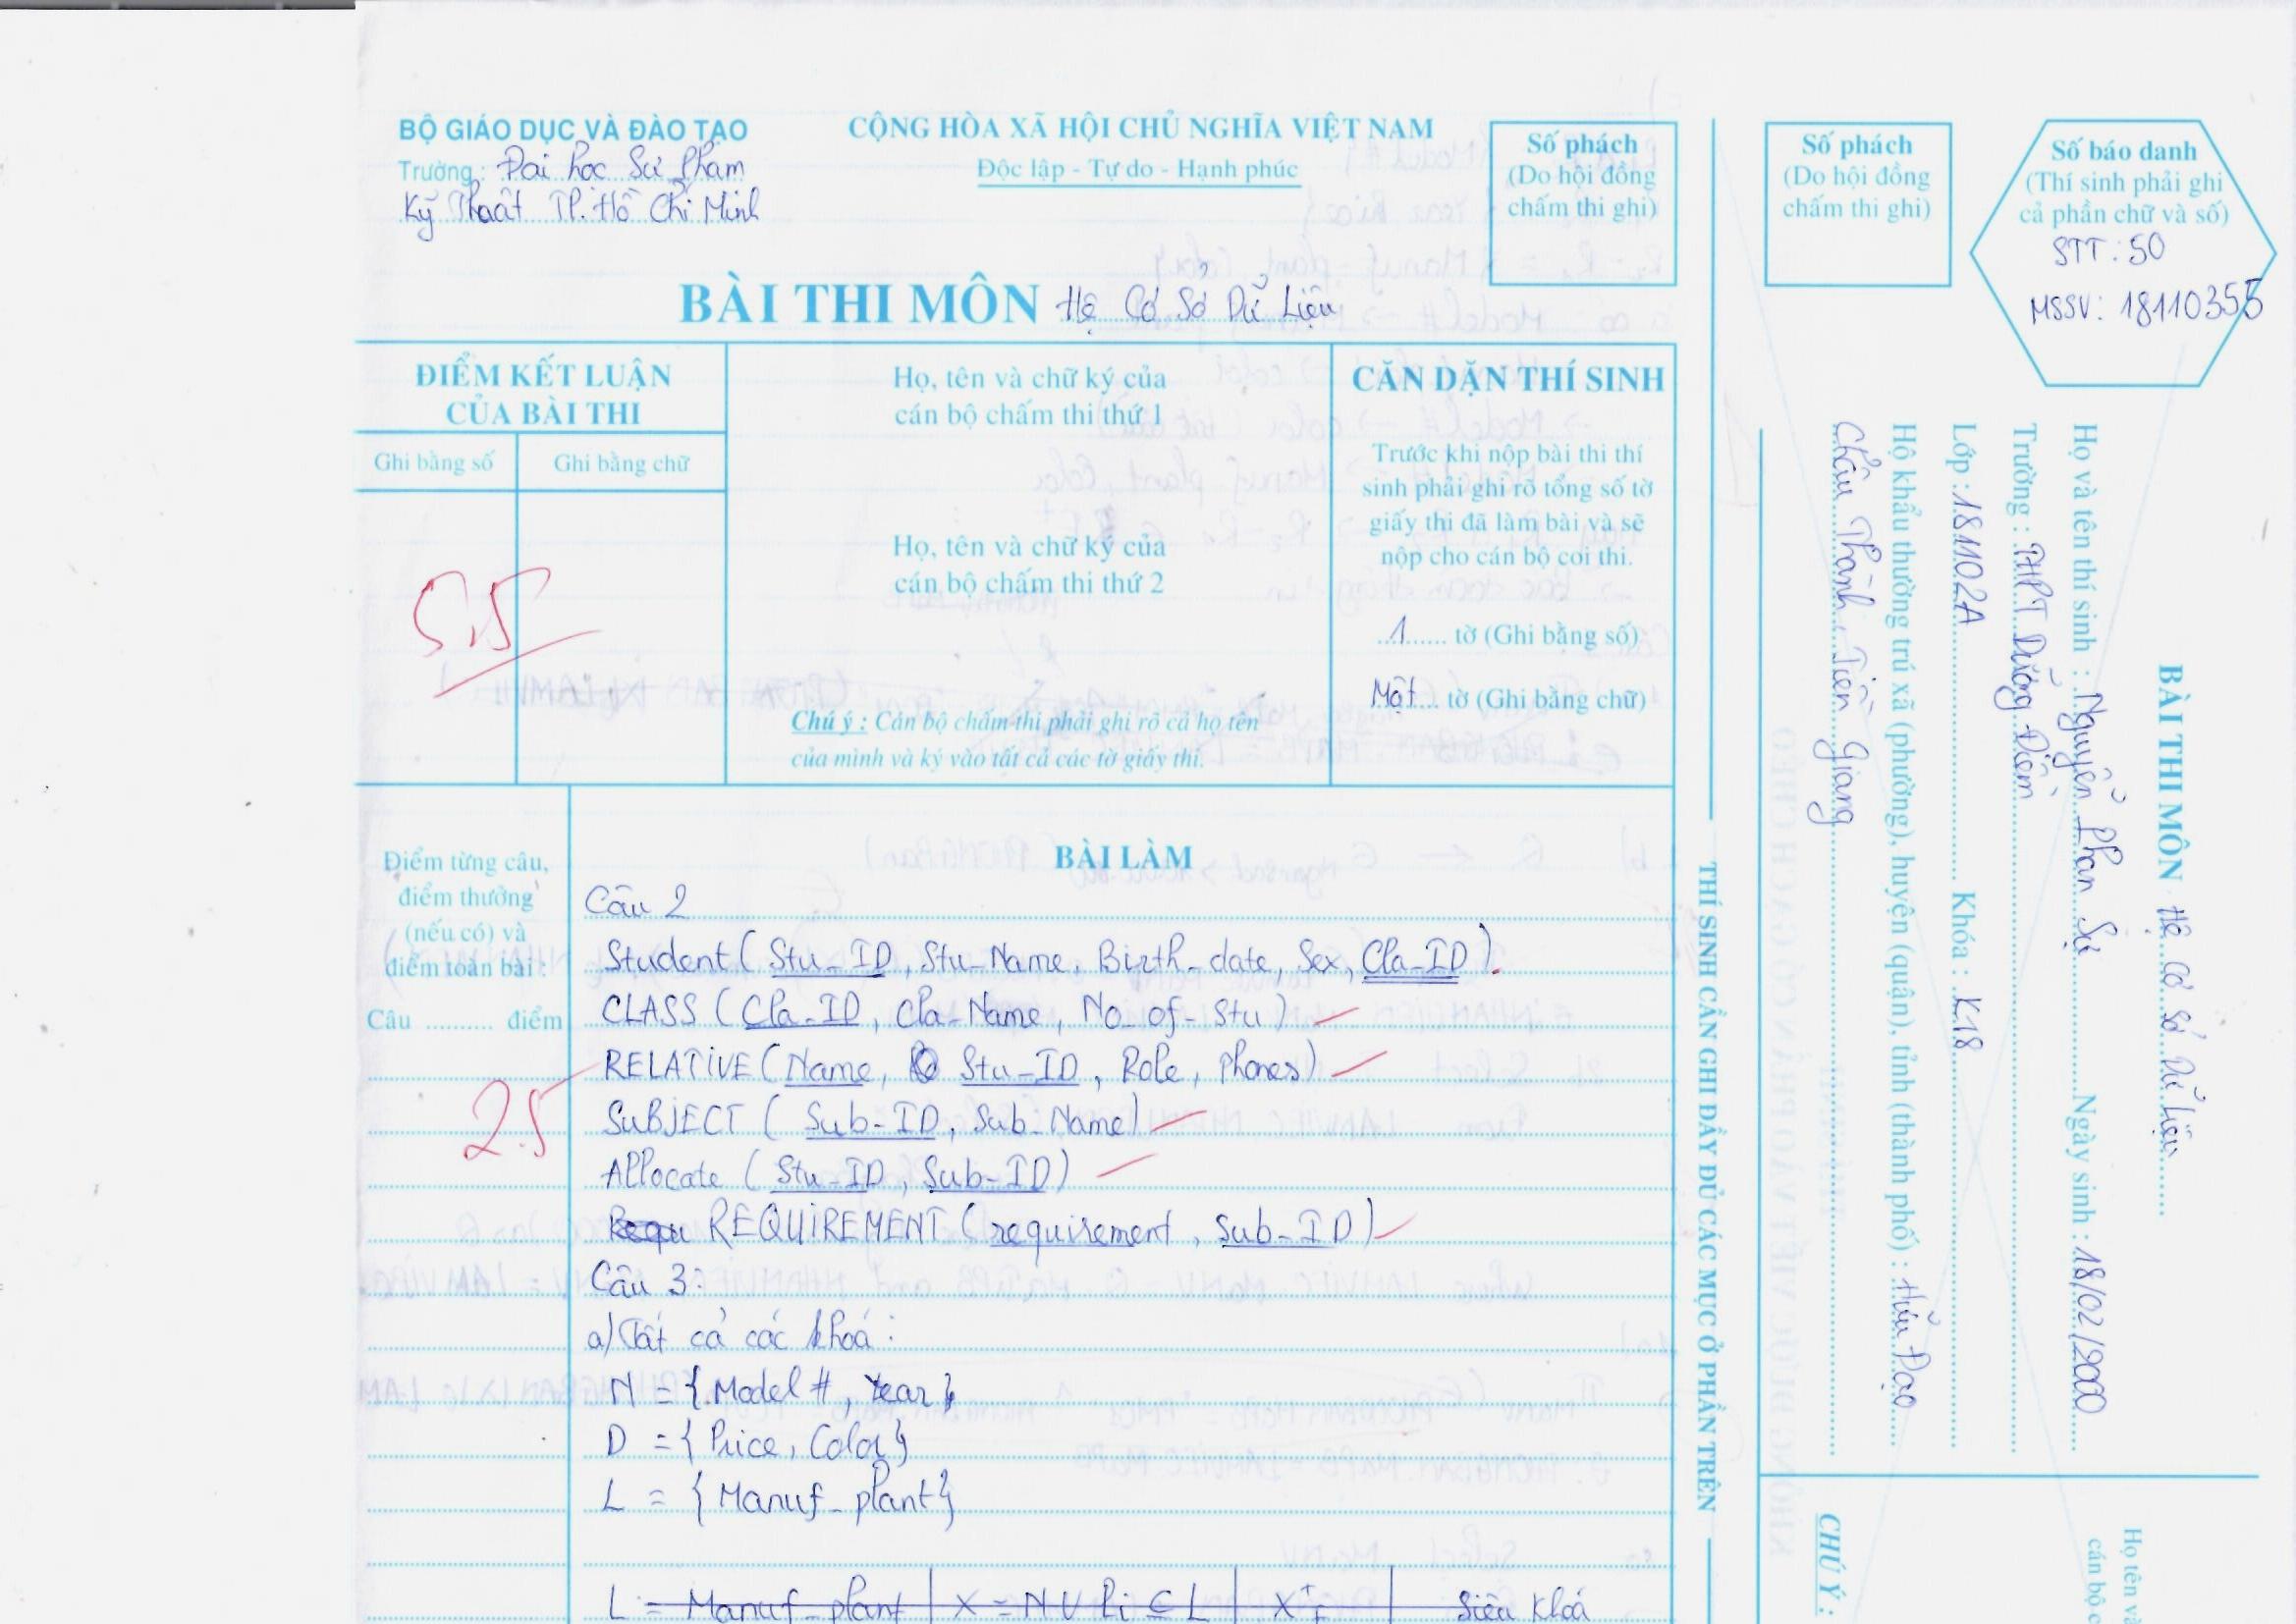 BỘ GIÁO DỤC VÀ ĐÀO TẠO
Trường: Đại học Sư Phạm
Kỹ Thuật TP. Hồ Chí Minh
CỘNG HÒA XÃ HỘI CHỦ NGHĨA VIỆT NAM
Độc lập - Tự do - Hạnh phúc
Số phách
(Do hội đồng
chấm thi ghi)
BÀI THI MÔN Hệ Cơ Sở Dữ Liệu
ĐIỂM KẾT LUẬN
CỦA BÀI THI
Ghi bằng số
Ghi bằng chữ
5,5
Họ, tên và chữ ký của
cán bộ chấm thi thứ 1
Họ, tên và chữ ký của
cán bộ chấm thi thứ 2
Chú ý : Cán bộ chấm thi phải ghi rõ cả họ tên
của mình và ký vào tất cả các tờ giấy thi.
CĂN DẶN THÍ SINH
Trước khi nộp bài thi thí
sinh phải ghi rõ tổng số tờ
giấy thi đã làm bài và sẽ
nộp cho cán bộ coi thi.
1 tờ (Ghi bằng số)
Một tờ (Ghi bằng chữ)
Điểm từng câu,
điểm thưởng
(nếu có) và
điểm toàn bài :
Câu .......... điểm
2.5
BÀI LÀM
Câu 2
Student ( Stu_ID, Stu_Name, Birth_date, Sex, Cla_ID).
CLASS ( Cla_ID, Cla_Name, No_of_Stu)
RELATIVE ( Name, Stu_ID, Role, Phones)
SUBJECT ( Sub_ID, Sub_Name)
Allocate ( Stu_ID, Sub_ID)
REQUIREMENT ( requirement, Sub_ID)
Câu 3:
a) Tất cả các khoá :
N = { Model #, Year }
D = { Price, Color }
L = { Manuf_plant }
L = Manuf_plant | X = N ∪ Li ⊆ L | X+F | Siêu khoá
THÍ SINH CẦN GHI ĐẦY ĐỦ CÁC MỤC Ở PHẦN TRÊN
Số phách
(Do hội đồng
chấm thi ghi)
Số báo danh
(Thí sinh phải ghi
cả phần chữ và số)
STT : 50
MSSV : 18110355
BÀI THI MÔN Hệ Cơ Sở Dữ Liệu
Họ và tên thí sinh : Nguyễn Phan Sự Ngày sinh : 18/02/2000
Trường : THPT Dưỡng Điềm
Lớp : 181102A Khóa : K18
Hộ khẩu thường trú xã (phường), huyện (quận), tỉnh (thành phố) : Hữu Đạo
Châu Thành, Tiền Giang
CHÚ Ý :
Họ tên và
cán bộ c